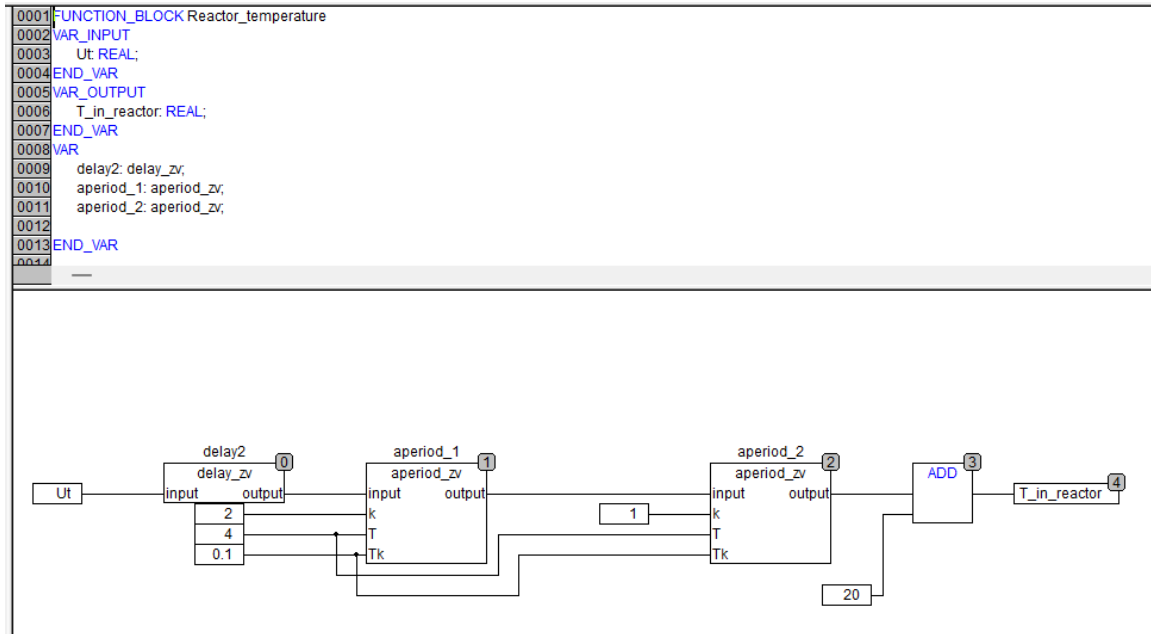 0001 FUNCTION_BLOCK Reactor_temperature
0002 VAR_INPUT
0003 Ut: REAL;
0004 END_VAR
0005 VAR_OUTPUT
0006 T_in_reactor: REAL;
0007 END_VAR
0008 VAR
0009 delay2: delay_zv;
0010 aperiod_1: aperiod_zv;
0011 aperiod_2: aperiod_zv;
0012
0013 END_VAR
0014
delay2 aperiod_1 aperiod_2
0 1 2 3
delay_zv aperiod_zv aperiod_zv ADD
Ut input output input output input output T_in_reactor 4
2 k 1 k
4 T T
0.1 Tk Tk
20